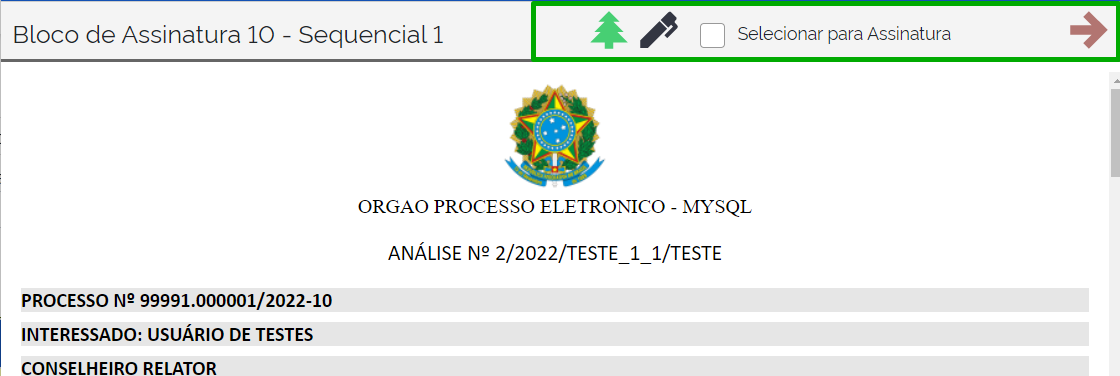 Bloco de Assinatura 10 - Sequencial 1
Selecionar para Assinatura
ORGAO PROCESSO ELETRONICO - MYSQL
ANÁLISE Nº 2/2022/TESTE_1_1/TESTE
PROCESSO Nº 99991.000001/2022-10
INTERESSADO: USUÁRIO DE TESTES
CONSELHEIRO RELATOR